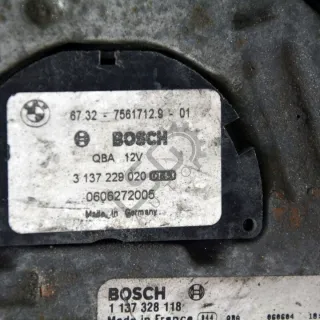 67.32 - 7561712.9 - 01
BOSCH
QBA 12V
3 137 229 020
0606272005
Made in Germany
BOSCH
1 137 328 118
Made in France